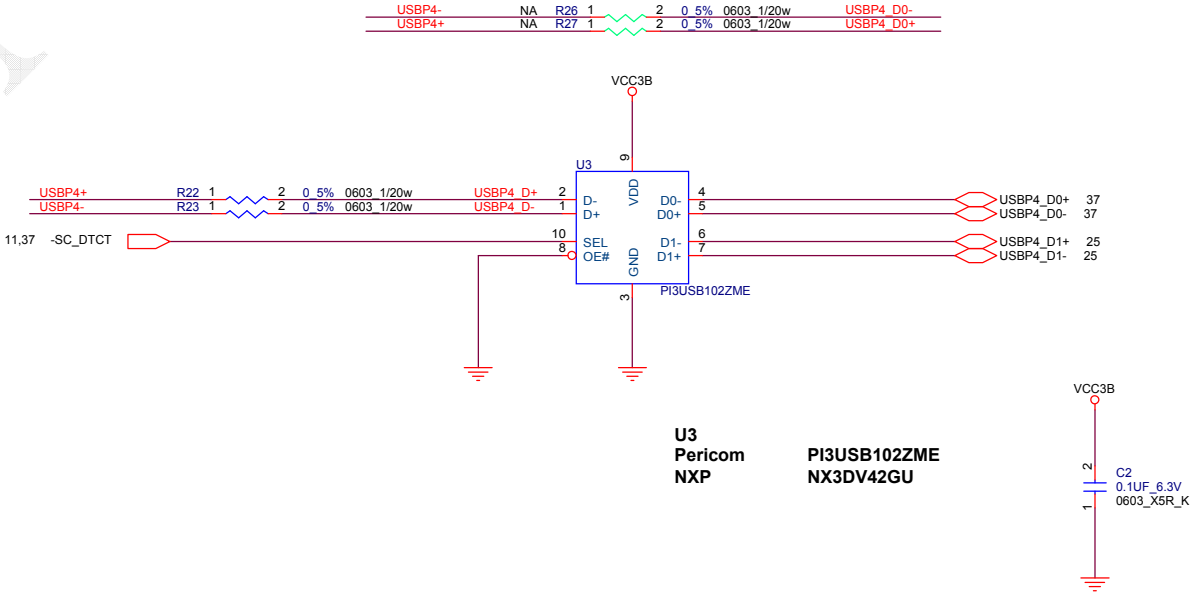 USBP4- NA R26 1 2 0_5% 0603_1/20w USBP4_D0-
USBP4+ NA R27 1 2 0_5% 0603_1/20w USBP4_D0+
VCC3B
9
U3
USBP4+ R22 1 2 0_5% 0603_1/20w USBP4_D+ 2 D- VDD D0- 4 USBP4_D0+ 37
USBP4- R23 1 2 0_5% 0603_1/20w USBP4_D- 1 D+ D0+ 5 USBP4_D0- 37
11,37 -SC_DTCT 10 SEL D1- 6 USBP4_D1+ 25
8 OE# GND D1+ 7 USBP4_D1- 25
3 PI3USB102ZME
VCC3B
U3
Pericom PI3USB102ZME
NXP NX3DV42GU
2 C2
0.1UF_6.3V
1 0603_X5R_K